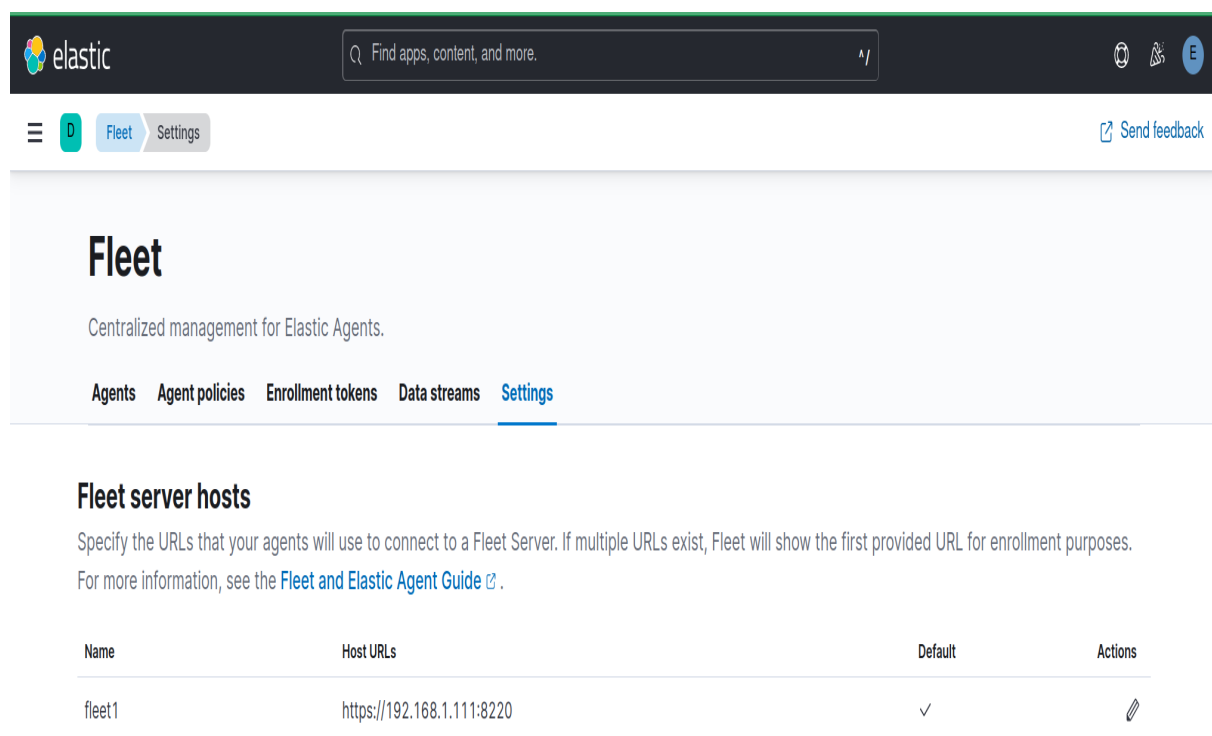 elastic
Find apps, content, and more.
^/
E
D
Fleet
Settings
Send feedback
Fleet
Centralized management for Elastic Agents.
Agents Agent policies Enrollment tokens Data streams Settings
Fleet server hosts
Specify the URLs that your agents will use to connect to a Fleet Server. If multiple URLs exist, Fleet will show the first provided URL for enrollment purposes.
For more information, see the Fleet and Elastic Agent Guide .
Name Host URLs Default Actions
fleet1 https://192.168.1.111:8220